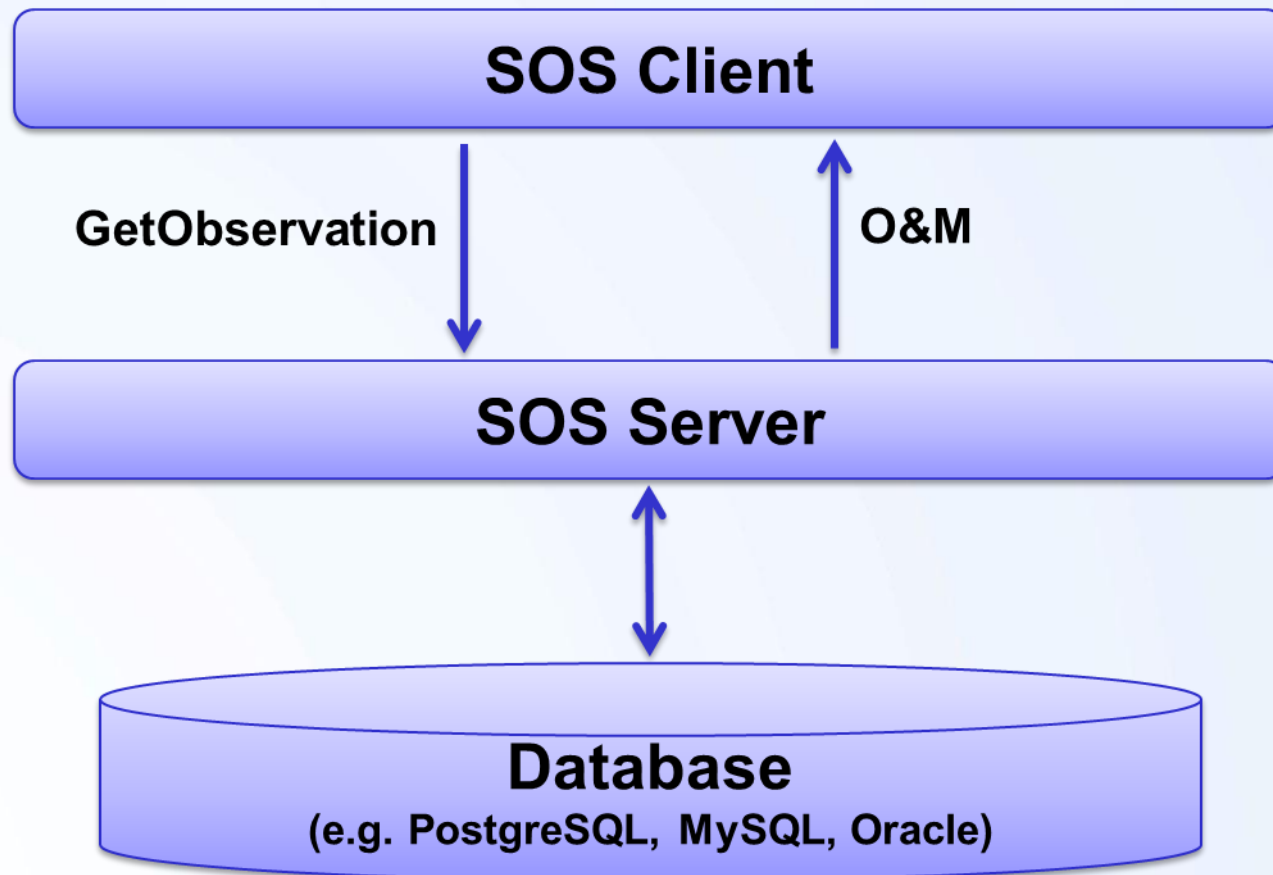 SOS Client
GetObservation
O&M
SOS Server
Database
(e.g. PostgreSQL, MySQL, Oracle)